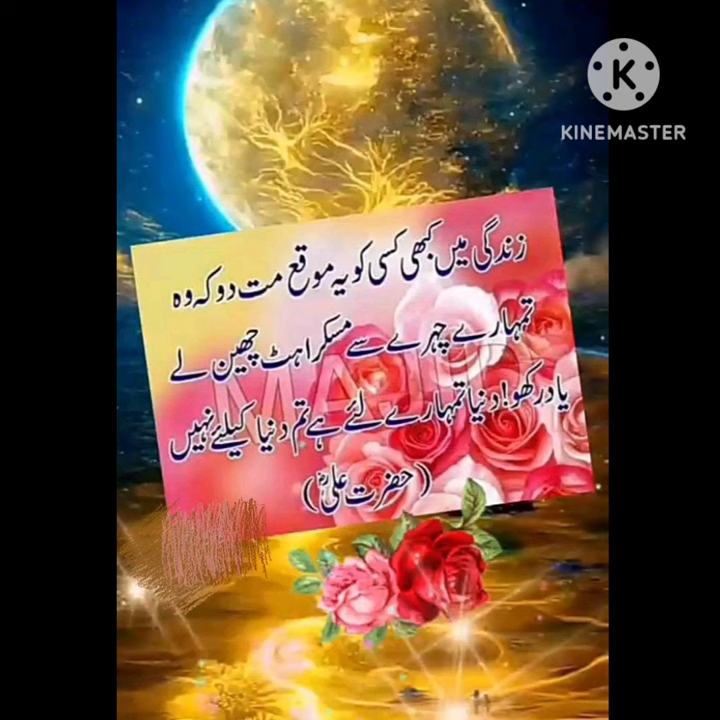 KINEMASTER
زندگی میں کبھی کسی کو یہ موقع مت دو کہ وہ
تمہارے چہرے سے مسکراہٹ چھین لے
یاد رکھو! دنیا تمہارے لئے ہے تم دنیا کیلئے نہیں
(حضرت علیؓ)